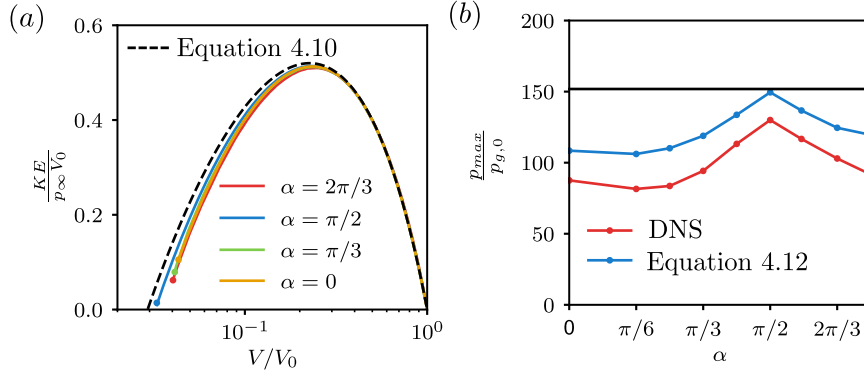 (a)
0.6
0.4
0.2
0.0
KE / p∞V0
Equation 4.10
α = 2π/3
α = π/2
α = π/3
α = 0
10⁻¹
10⁰
V/V0
(b)
200
150
100
50
0
pmax / pg,0
DNS
Equation 4.12
0 π/6 π/3 π/2 2π/3
α